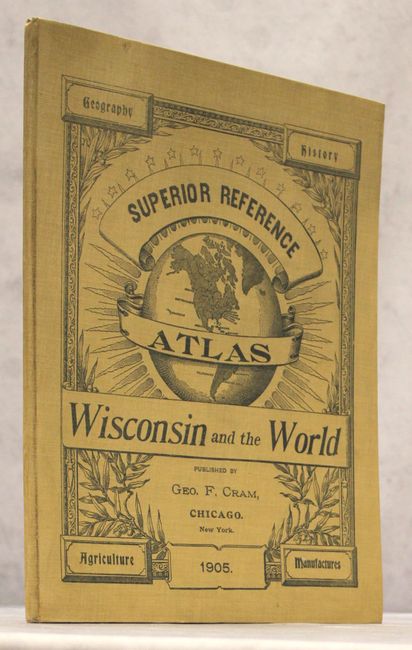 Geography
History
SUPERIOR REFERENCE
ATLAS
Wisconsin and the World
PUBLISHED BY
GEO. F. CRAM,
CHICAGO.
New York.
Agriculture
1905.
Manufactures